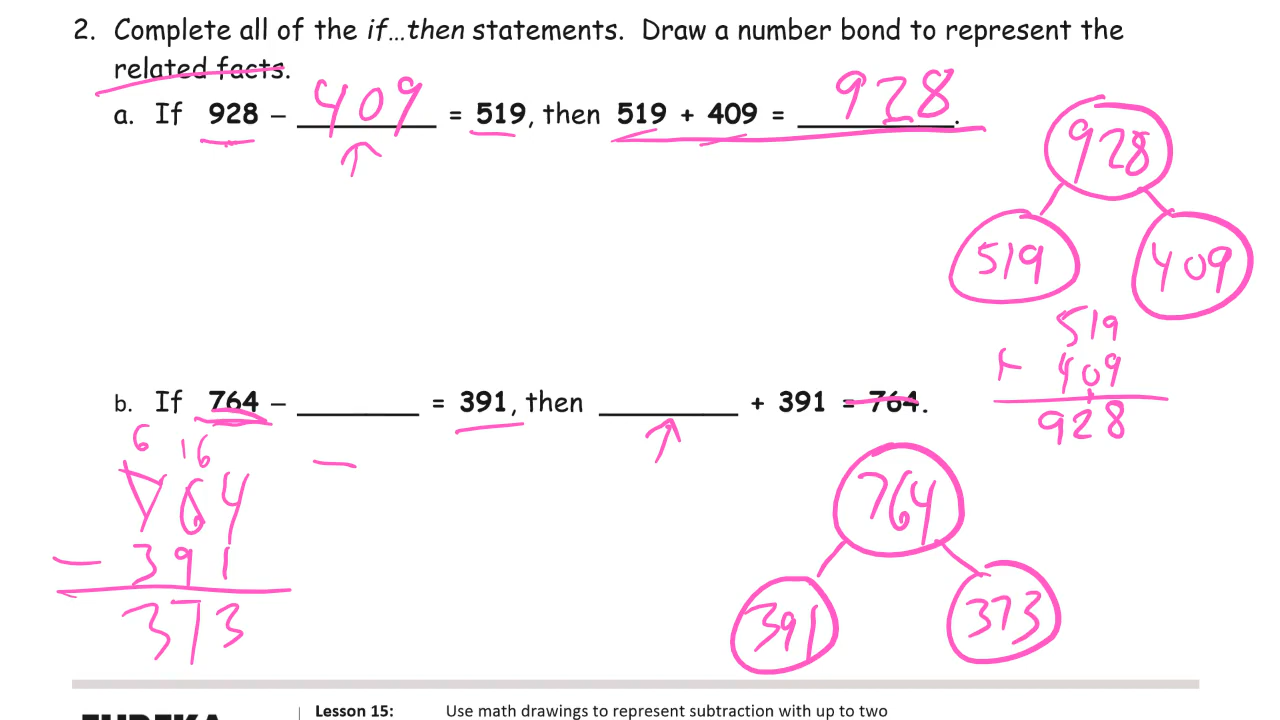 2. Complete all of the if...then statements. Draw a number bond to represent the
related facts.
a. If 928 – 409 = 519, then 519 + 409 = 928.
928
519 409
519
+ 409
928
b. If 764 – ________ = 391, then _________ + 391 = 764.
6 16
764
– 391
373
764
391 373
Lesson 15: Use math drawings to represent subtraction with up to two